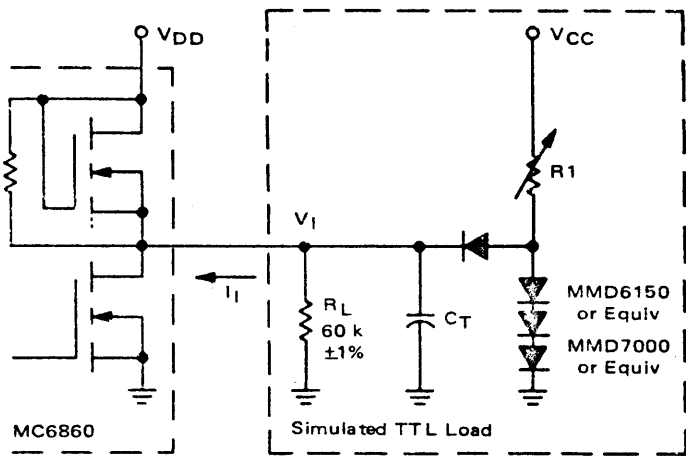 VDD
VCC
R1
VI
II
RL
60 k
±1%
CT
MMD6150
or Equiv
MMD7000
or Equiv
MC6860
Simulated TTL Load